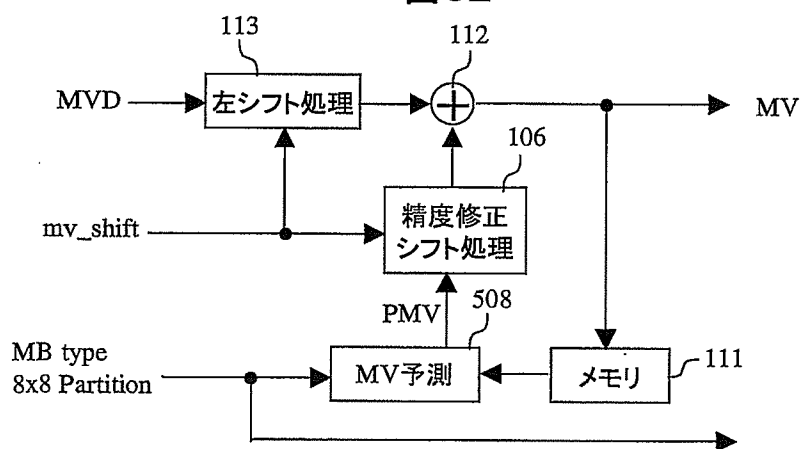 113
112
MVD
左シフト処理
MV
106
mv_shift
精度修正
シフト処理
PMV
508
MB type
8x8 Partition
MV予測
メモリ
111